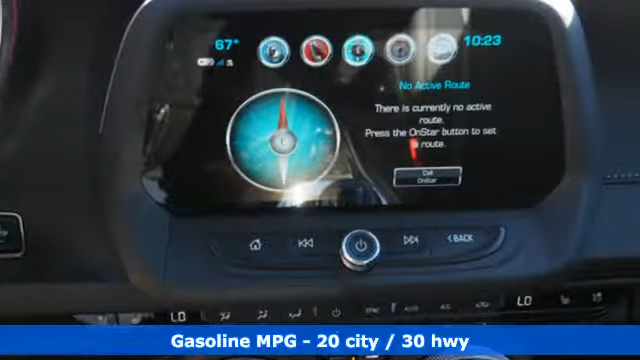 67°
10:23
No Active Route
There is currently no active
route.
Press the OnStar button to set
a route.
Call
OnStar
BACK
LO
SYNC
AUTO
A/C
LO
Gasoline MPG - 20 city / 30 hwy